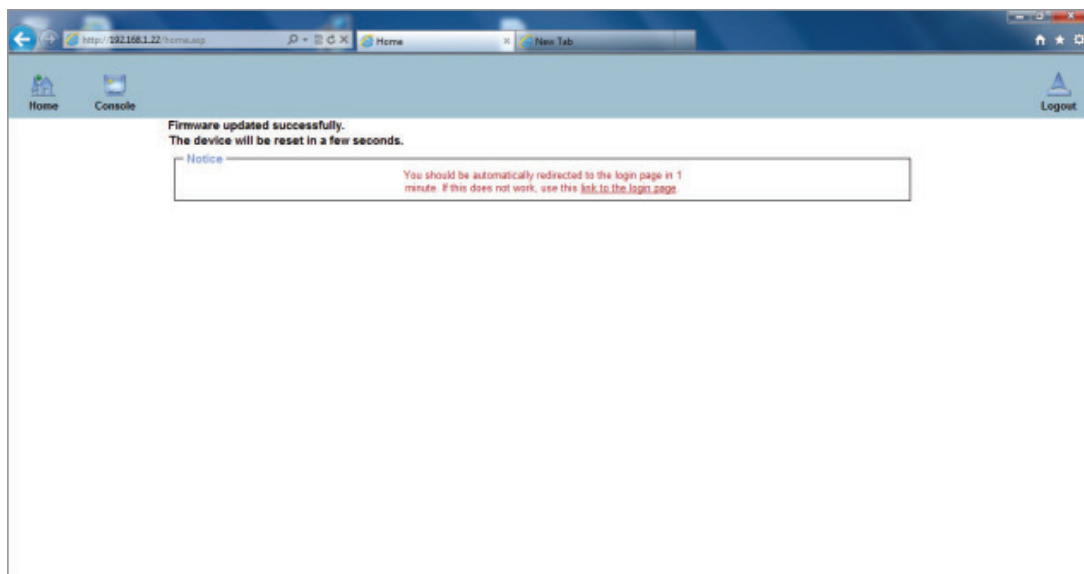 http://192.168.1.22/home.asp
Home
New Tab
Home
Console
Logout
Firmware updated successfully.
The device will be reset in a few seconds.
Notice
You should be automatically redirected to the login page in 1
minute. If this does not work, use this link to the login page.